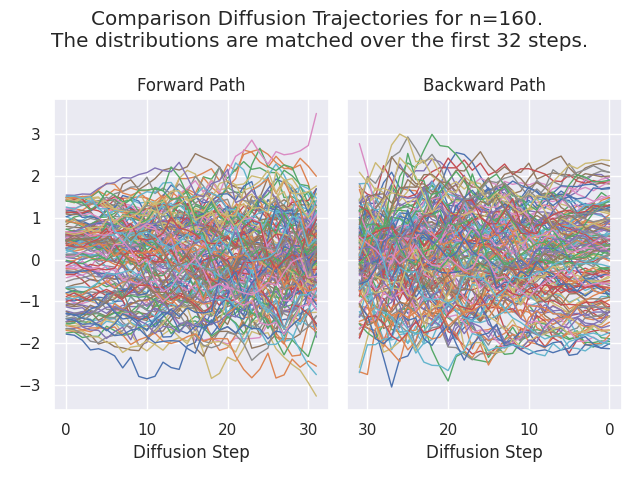 Comparison Diffusion Trajectories for n=160.
The distributions are matched over the first 32 steps.
Forward Path
Backward Path
3
2
1
0
−1
−2
−3
0 10 20 30
30 20 10 0
Diffusion Step
Diffusion Step